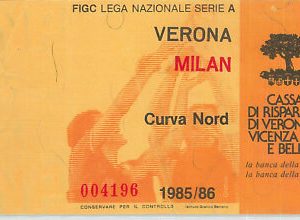 FIGC LEGA NAZIONALE SERIE A
VERONA
MILAN
Curva Nord
004196 1985/86
CONSERVARE PER IL CONTROLLO
CASSA
DI RISPAR
DI VERON
VICENZA
E BEL
la banca della
la banca della